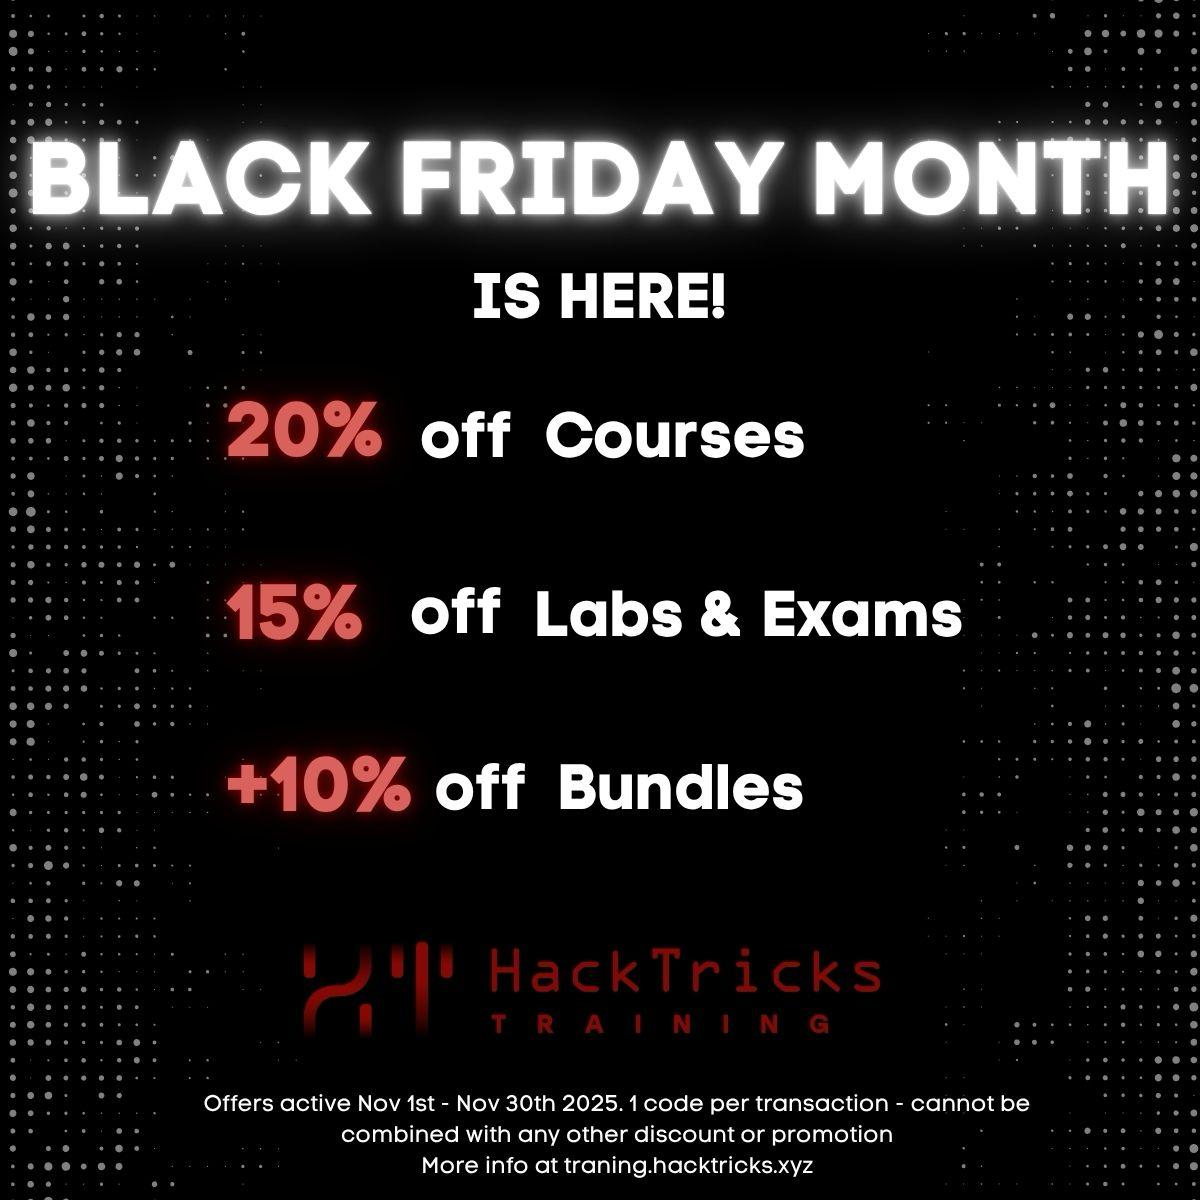 BLACK FRIDAY MONTH
IS HERE!
20% off Courses
15% off Labs & Exams
+10% off Bundles
HackTricks
TRAINING
Offers active Nov 1st - Nov 30th 2025. 1 code per transaction - cannot be
combined with any other discount or promotion
More info at traning.hacktricks.xyz